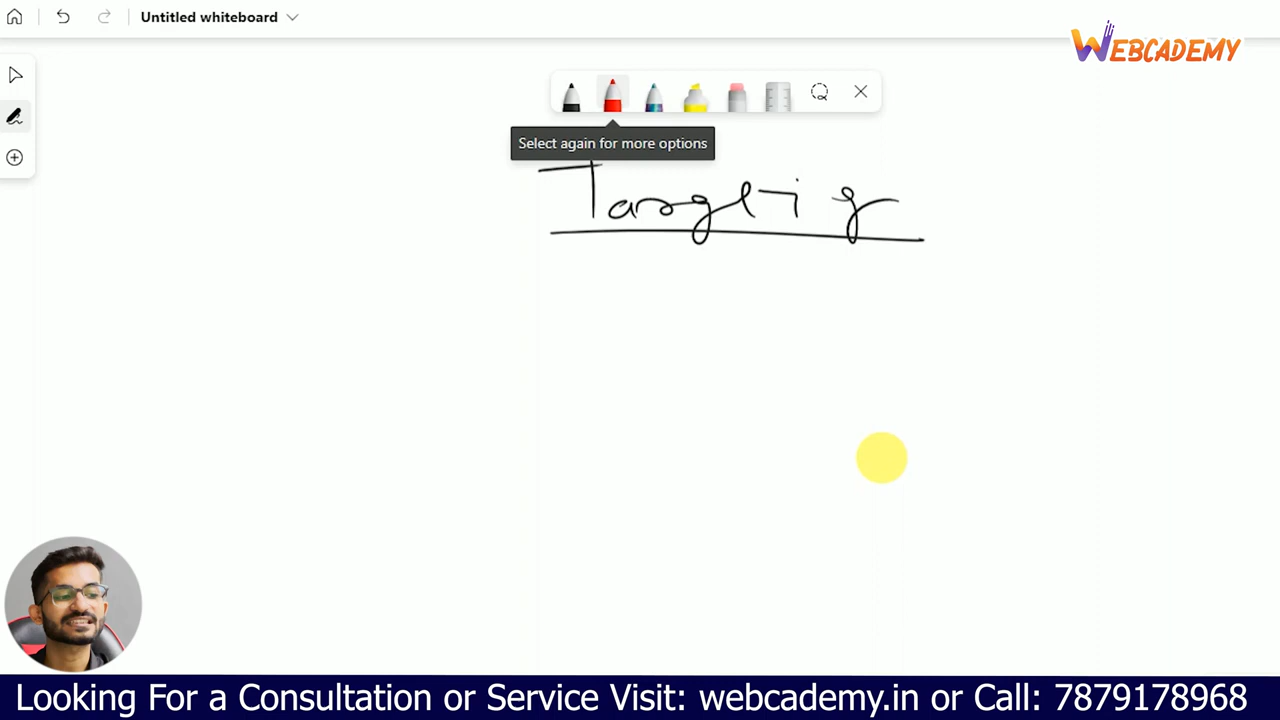 Untitled whiteboard
WEBCADEMY
Select again for more options
Targetig
Looking For a Consultation or Service Visit: webcademy.in or Call: 7879178968